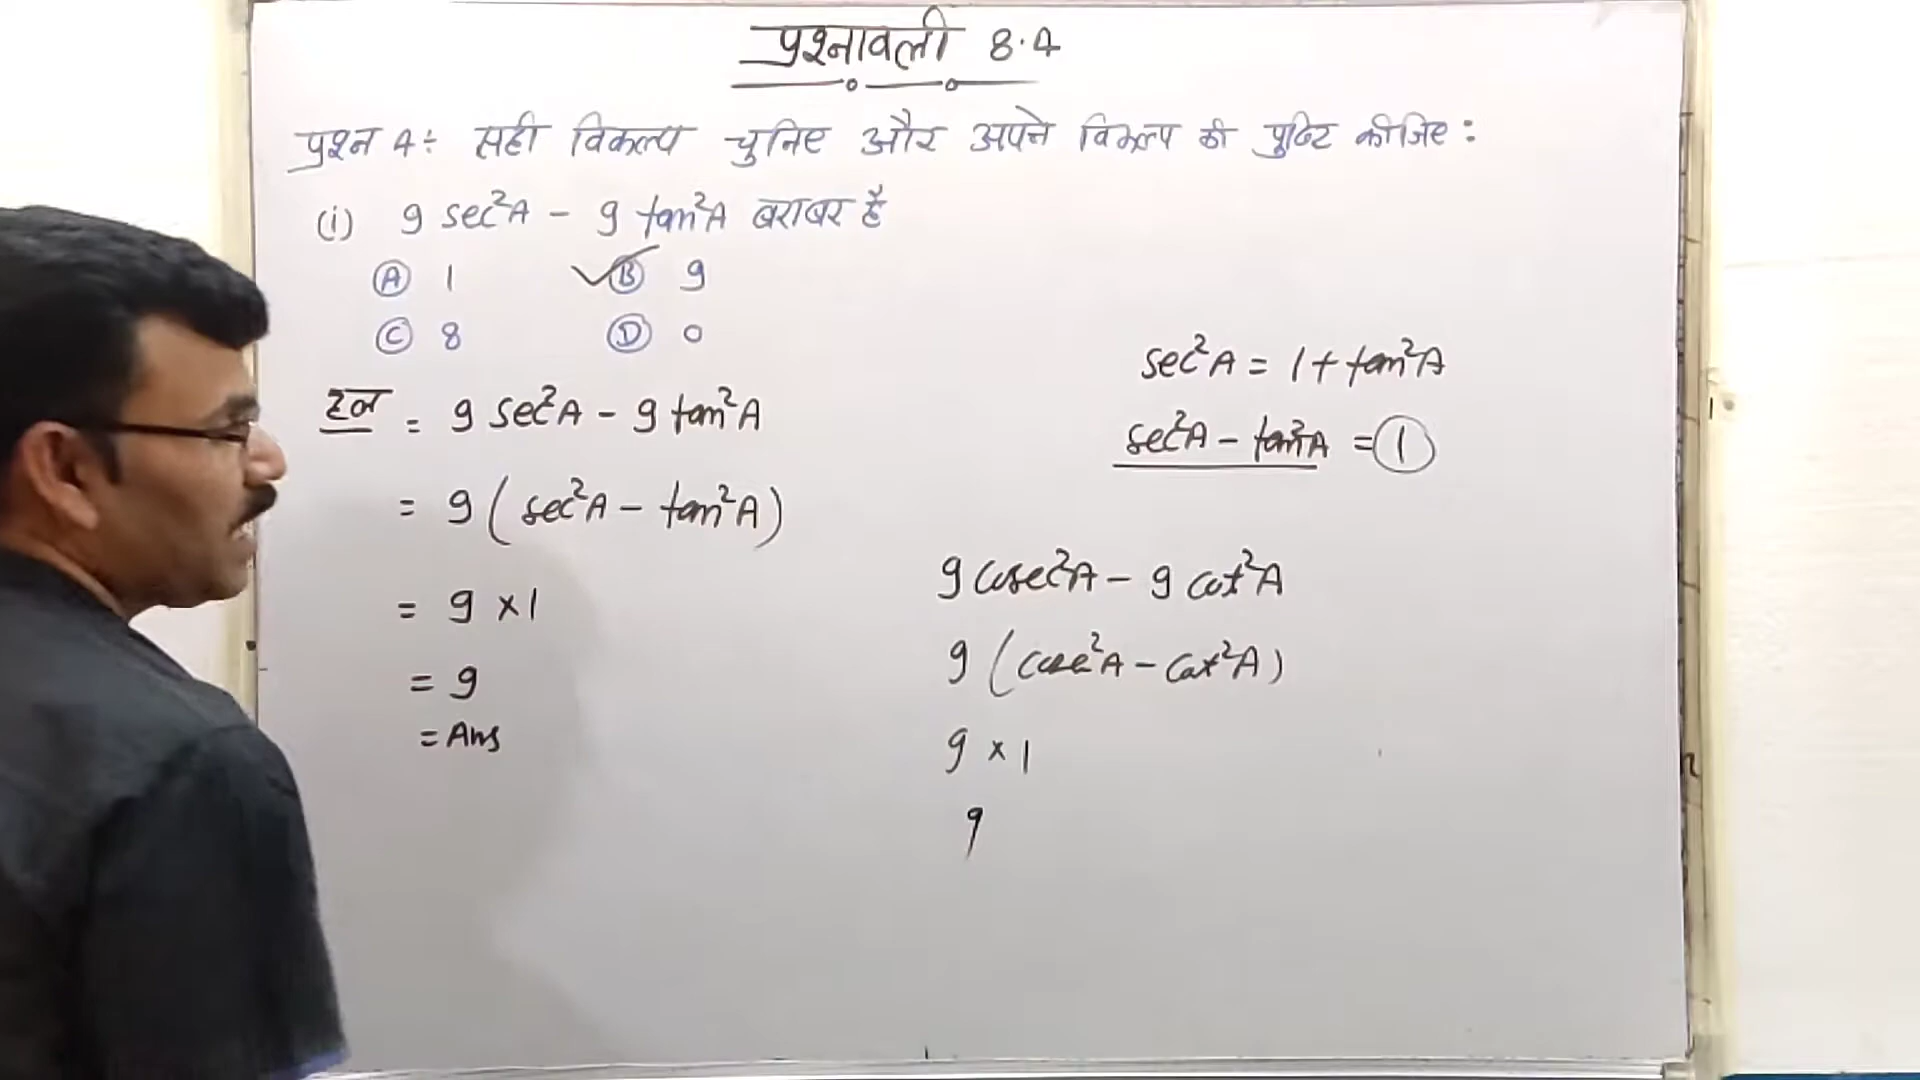 प्रश्नावली 8.4
प्रश्न 4÷ सही विकल्प चुनिए और अपने विकल्प की पुष्टि कीजिए :
(i) 9 sec²A - 9 tan²A बराबर है
Ⓐ 1 ✓Ⓑ 9
Ⓒ 8 Ⓓ 0
हल = 9 sec²A - 9 tan²A
= 9 ( sec²A - tan²A )
= 9 × 1
= 9
= Ans
sec²A = 1 + tan²A
sec²A - tan²A = 1
9 cosec²A - 9 cot²A
9 ( cosec²A - cot²A )
9 × 1
9